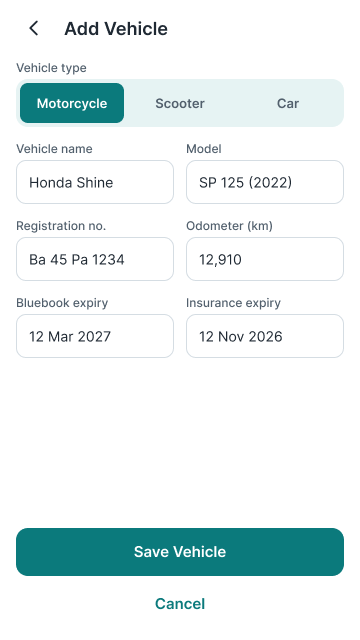 Add Vehicle
Vehicle type
Motorcycle Scooter Car
Vehicle name Model
Honda Shine SP 125 (2022)
Registration no. Odometer (km)
Ba 45 Pa 1234 12,910
Bluebook expiry Insurance expiry
12 Mar 2027 12 Nov 2026
Save Vehicle
Cancel